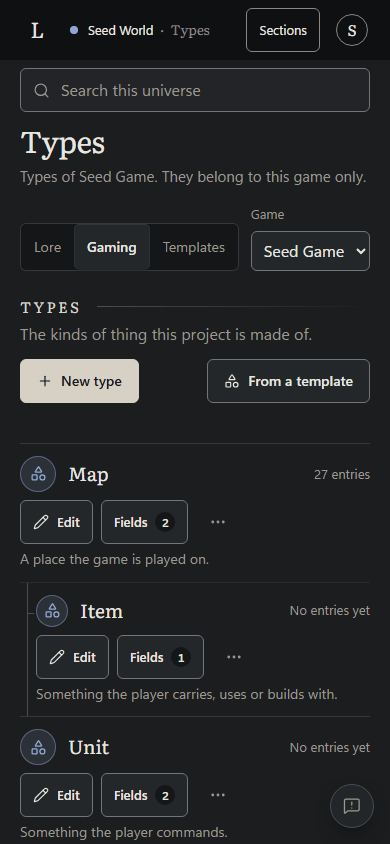 L
Seed World · Types
Sections
S
Search this universe
Types
Types of Seed Game. They belong to this game only.
Game
Lore
Gaming
Templates
Seed Game
TYPES
The kinds of thing this project is made of.
+ New type
From a template
Map
27 entries
Edit
Fields 2
...
A place the game is played on.
Item
No entries yet
Edit
Fields 1
...
Something the player carries, uses or builds with.
Unit
No entries yet
Edit
Fields 2
...
Something the player commands.